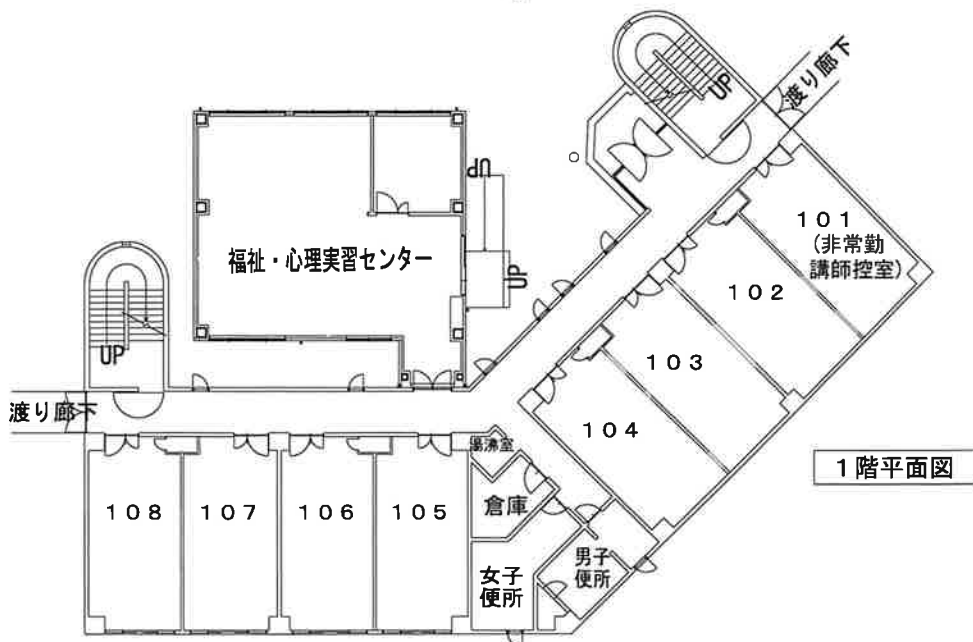 UP
渡り廊下
UP
福祉・心理実習センター
UP
101
(非常勤
講師控室)
102
103
104
UP
渡り廊下
湯沸室
倉庫
108
107
106
105
女子
便所
男子
便所
1階平面図